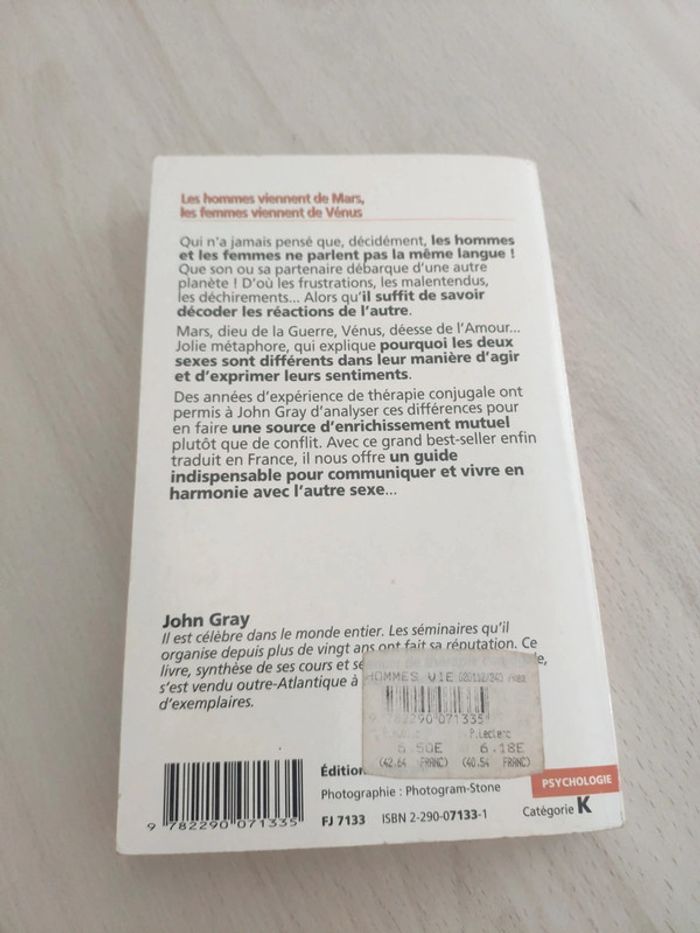 Les hommes viennent de Mars,
les femmes viennent de Vénus
Qui n'a jamais pensé que, décidément, les hommes
et les femmes ne parlent pas la même langue !
Que son ou sa partenaire débarque d'une autre
planète ! D'où les frustrations, les malentendus,
les déchirements... Alors qu'il suffit de savoir
décoder les réactions de l'autre.
Mars, dieu de la Guerre, Vénus, déesse de l'Amour...
Jolie métaphore, qui explique pourquoi les deux
sexes sont différents dans leur manière d'agir
et d'exprimer leurs sentiments.
Des années d'expérience de thérapie conjugale ont
permis à John Gray d'analyser ces différences pour
en faire une source d'enrichissement mutuel
plutôt que de conflit. Avec ce grand best-seller enfin
traduit en France, il nous offre un guide
indispensable pour communiquer et vivre en
harmonie avec l'autre sexe...
John Gray
Il est célèbre dans le monde entier. Les séminaires qu'il
organise depuis plus de vingt ans ont fait sa réputation. Ce
livre, synthèse de ses cours et
s'est vendu outre-Atlantique à
d'exemplaires.
HOMMES VIE
9 782290 071335
P.Leclerc
6.50E 6.18E
(42.64 FRANC) (40.54 FRANC)
Photographie : Photogram-Stone
PSYCHOLOGIE
9 782290 071335
FJ 7133 ISBN 2-290-07133-1
Catégorie K